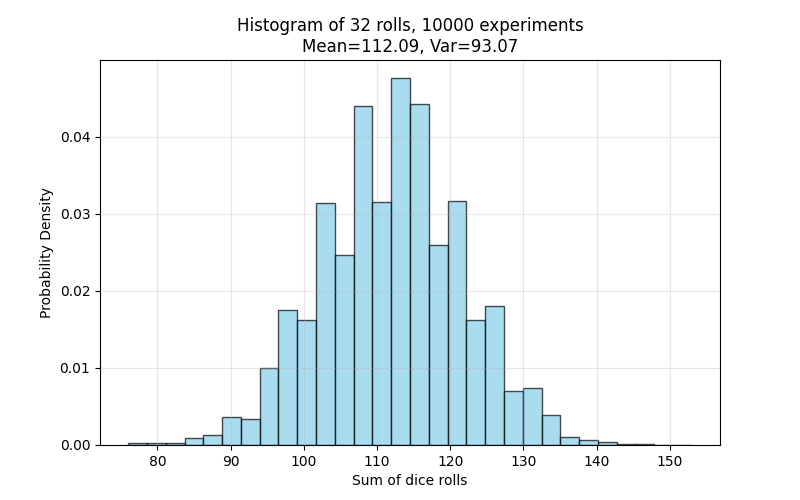 Histogram of 32 rolls, 10000 experiments
Mean=112.09, Var=93.07
Probability Density
0.04
0.03
0.02
0.01
0.00
80 90 100 110 120 130 140 150
Sum of dice rolls